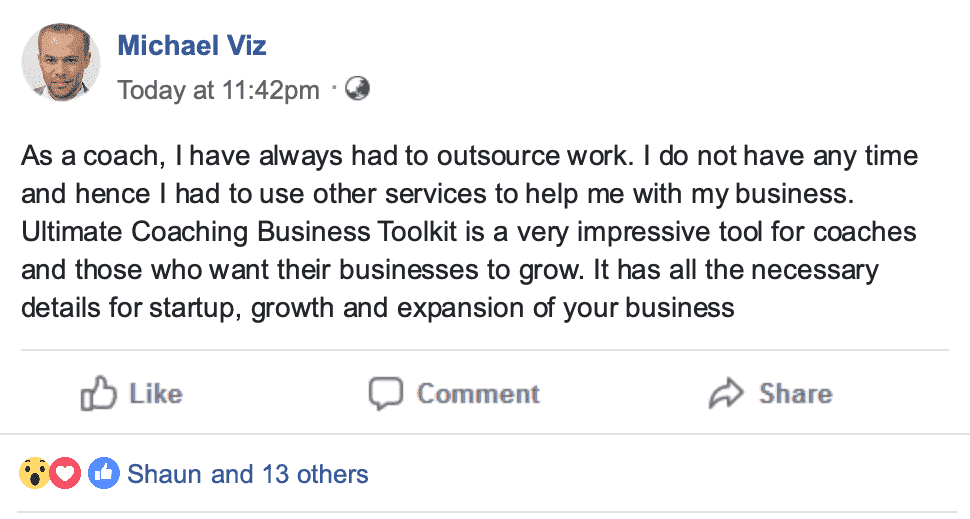 Michael Viz
Today at 11:42pm ·
As a coach, I have always had to outsource work. I do not have any time
and hence I had to use other services to help me with my business.
Ultimate Coaching Business Toolkit is a very impressive tool for coaches
and those who want their businesses to grow. It has all the necessary
details for startup, growth and expansion of your business
Like Comment Share
Shaun and 13 others